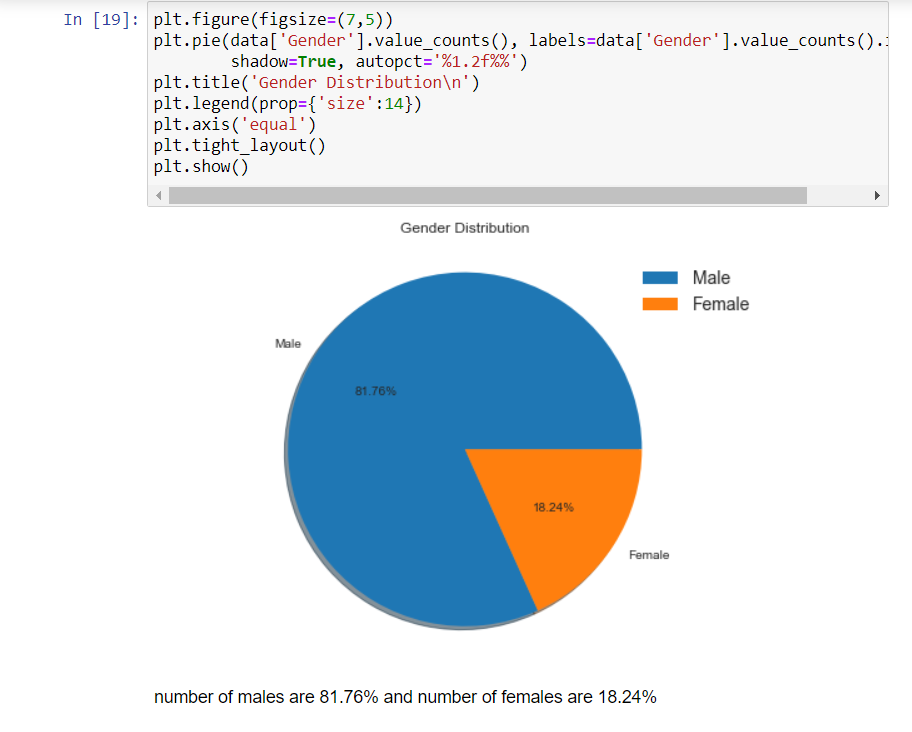 In [19]:
plt.figure(figsize=(7,5))
plt.pie(data['Gender'].value_counts(), labels=data['Gender'].value_counts().
shadow=True, autopct='%1.2f%%')
plt.title('Gender Distribution\n')
plt.legend(prop={'size':14})
plt.axis('equal')
plt.tight_layout()
plt.show()
Gender Distribution
Male
Female
Male
81.76%
18.24%
Female
number of males are 81.76% and number of females are 18.24%